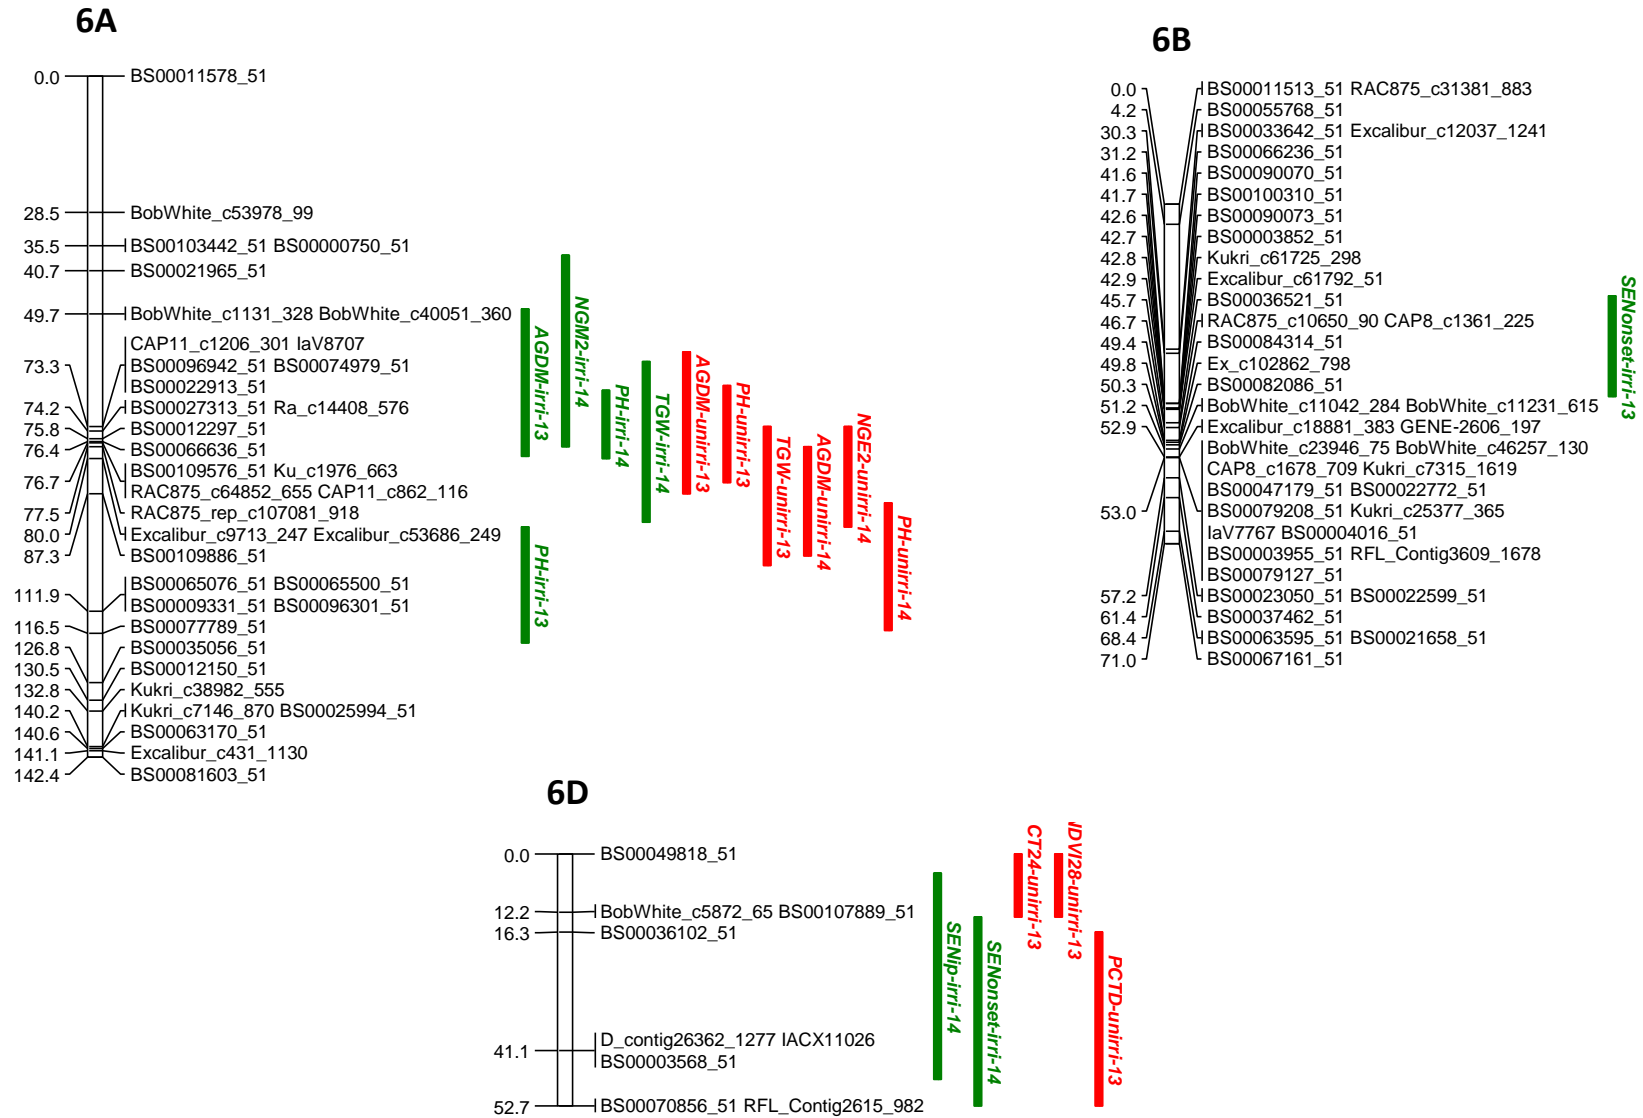 6A
0.0 BS00011578_51
28.5 BobWhite_c53978_99
35.5 BS00103442_51 BS00000750_51
40.7 BS00021965_51
49.7 BobWhite_c1131_328 BobWhite_c40051_360
CAP11_c1206_301 IaV8707
73.3 BS00096942_51 BS00074979_51
BS00022913_51
74.2 BS00027313_51 Ra_c14408_576
75.8 BS00012297_51
76.4 BS00066636_51
BS00109576_51 Ku_c1976_663
76.7 RAC875_c64852_655 CAP11_c862_116
77.5 RAC875_rep_c107081_918
80.0 Excalibur_c9713_247 Excalibur_c53686_249
87.3 BS00109886_51
BS00065076_51 BS00065500_51
111.9 BS00009331_51 BS00096301_51
116.5 BS00077789_51
126.8 BS00035056_51
130.5 BS00012150_51
132.8 Kukri_c38982_555
140.2 Kukri_c7146_870 BS00025994_51
140.6 BS00063170_51
141.1 Excalibur_c431_1130
142.4 BS00081603_51
AGDM-irri-13
NGM2-irri-14
PH-irri-14
TGW-irri-14
AGDM-unirri-13
PH-unirri-13
TGW-unirri-13
AGDM-unirri-14
NGE2-unirri-14
PH-unirri-14
PH-irri-13
6B
0.0 BS00011513_51 RAC875_c31381_883
4.2 BS00055768_51
30.3 BS00033642_51 Excalibur_c12037_1241
31.2 BS00066236_51
41.6 BS00090070_51
41.7 BS00100310_51
42.6 BS00090073_51
42.7 BS00003852_51
42.8 Kukri_c61725_298
42.9 Excalibur_c61792_51
45.7 BS00036521_51
46.7 RAC875_c10650_90 CAP8_c1361_225
49.4 BS00084314_51
49.8 Ex_c102862_798
50.3 BS00082086_51
51.2 BobWhite_c11042_284 BobWhite_c11231_615
52.9 Excalibur_c18881_383 GENE-2606_197
BobWhite_c23946_75 BobWhite_c46257_130
CAP8_c1678_709 Kukri_c7315_1619
BS00047179_51 BS00022772_51
53.0 BS00079208_51 Kukri_c25377_365
IaV7767 BS00004016_51
BS00003955_51 RFL_Contig3609_1678
BS00079127_51
57.2 BS00023050_51 BS00022599_51
61.4 BS00037462_51
68.4 BS00063595_51 BS00021658_51
71.0 BS00067161_51
SENonset-irri-13
6D
0.0 BS00049818_51
12.2 BobWhite_c5872_65 BS00107889_51
16.3 BS00036102_51
D_contig26362_1277 IACX11026
41.1 BS00003568_51
52.7 BS00070856_51 RFL_Contig2615_982
SENip-irri-14
SENonset-irri-14
CT24-unirri-13
IDVI28-unirri-13
PCTD-unirri-13